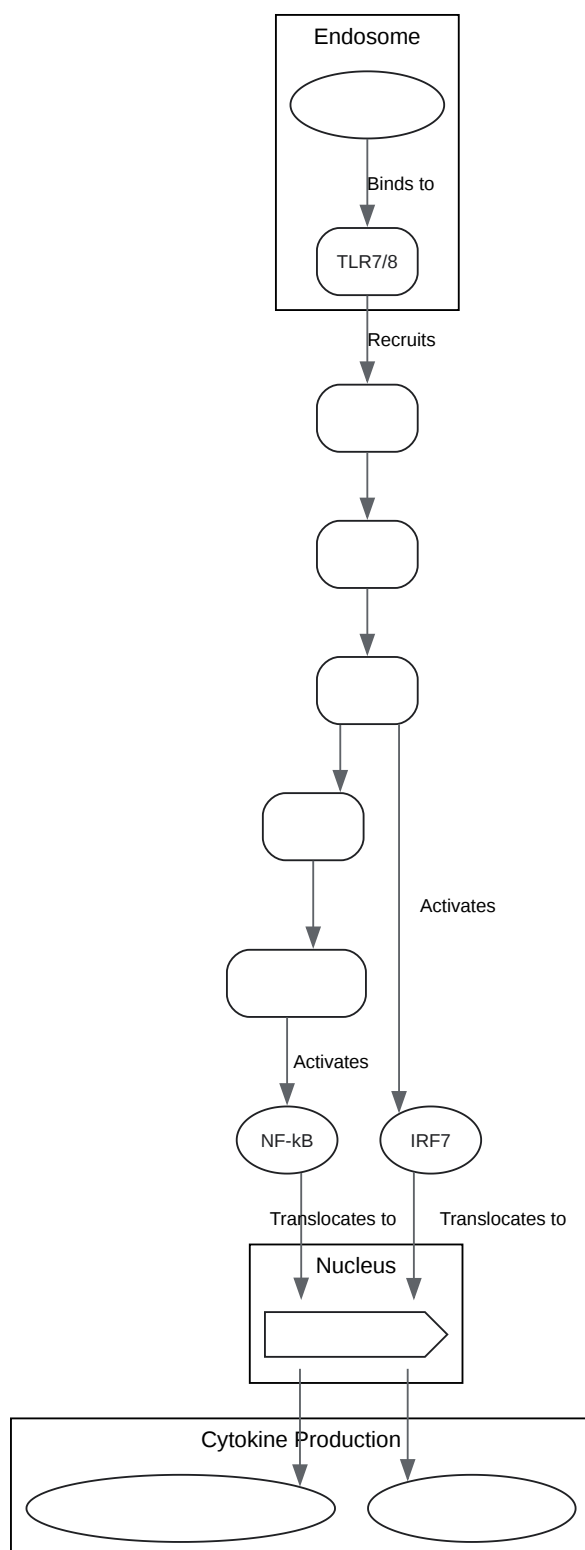 Endosome
Binds to
TLR7/8
Recruits
Activates
Activates
NF-kB
IRF7
Translocates to
Translocates to
Nucleus
Cytokine Production